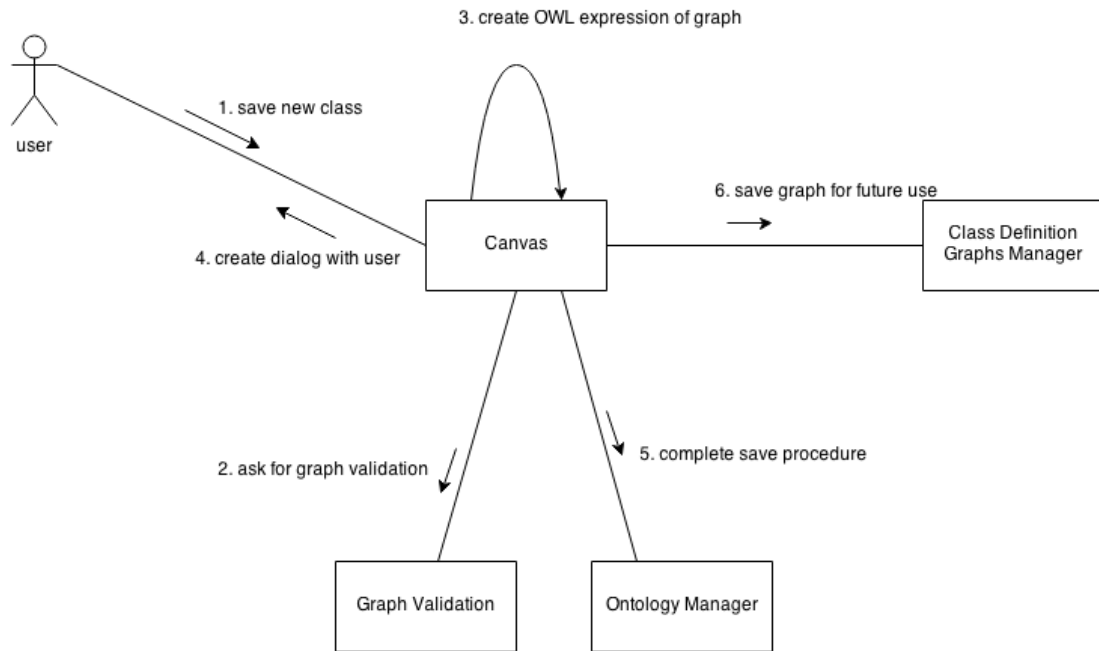 3. create OWL expression of graph
1. save new class
user
6. save graph for future use
Canvas
Class Definition
Graphs Manager
4. create dialog with user
2. ask for graph validation
5. complete save procedure
Graph Validation
Ontology Manager